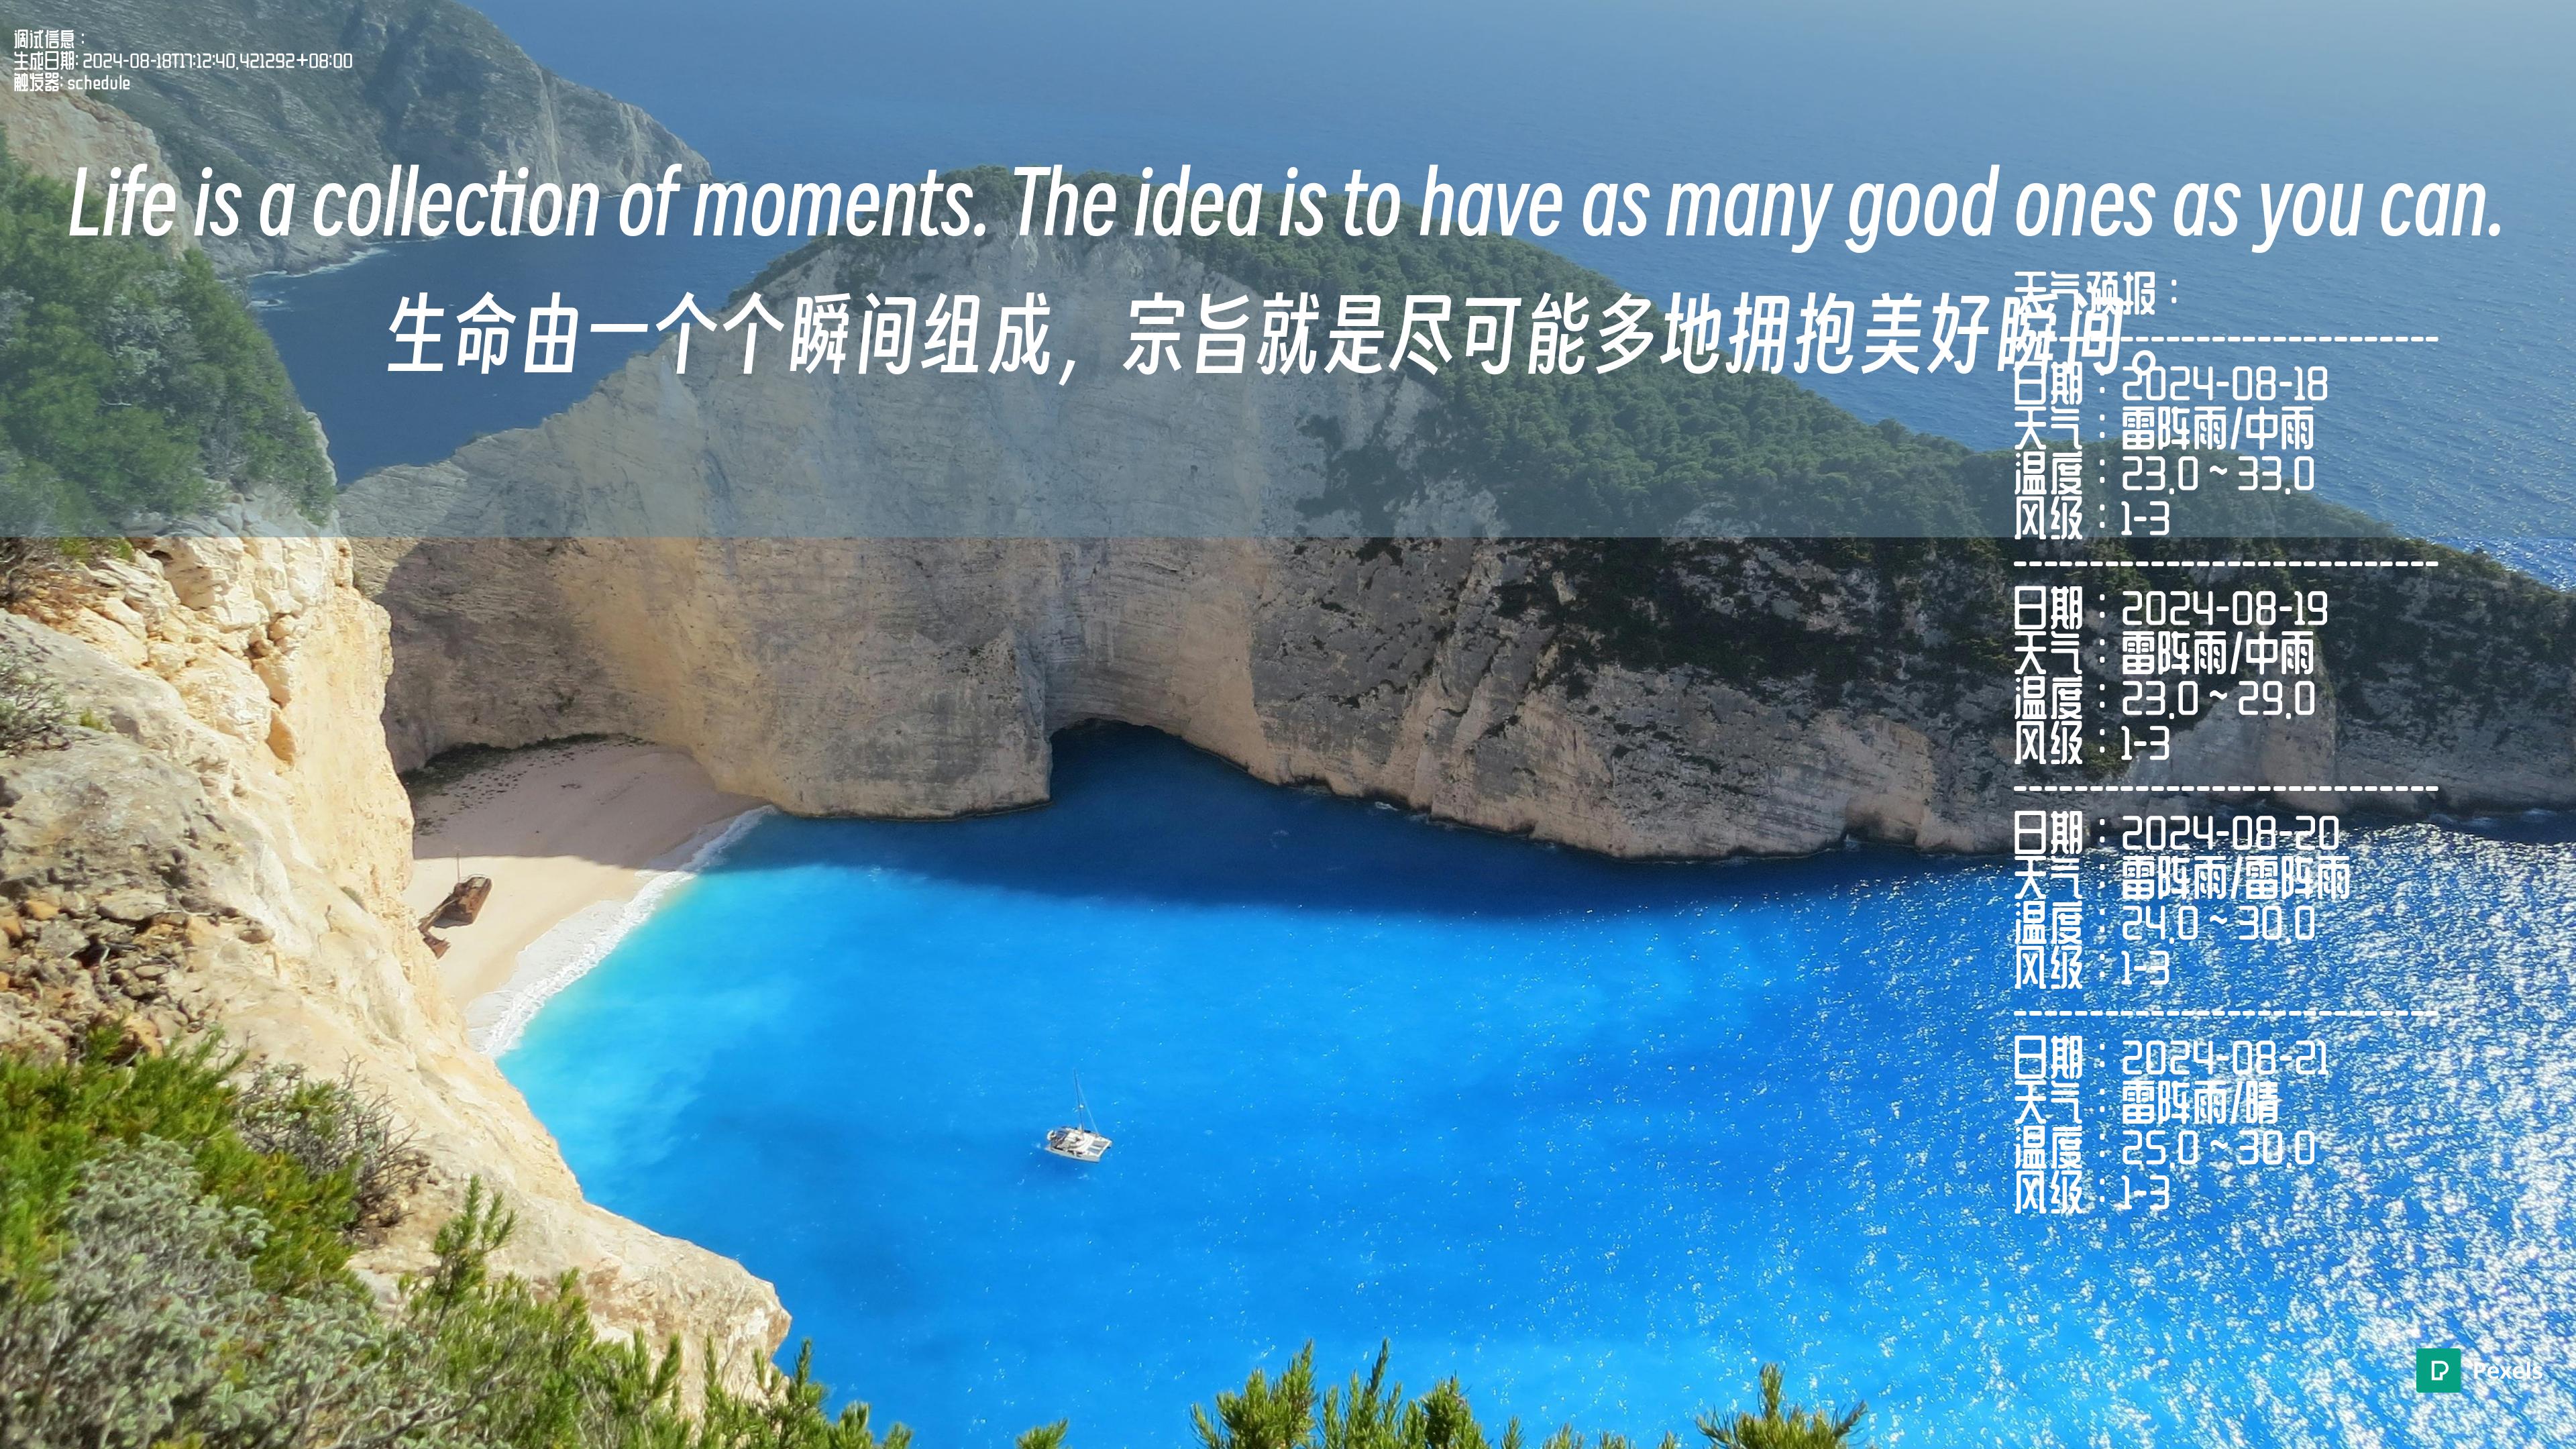 调试信息：
生成日期: 2024-08-18T17:12:40.421292+08:00
触发器: schedule
Life is a collection of moments. The idea is to have as many good ones as you can.
生命由一个个瞬间组成，宗旨就是尽可能多地拥抱美好瞬间。
天气预报：
----------------------------
日期：2024-08-18
天气：雷阵雨/中雨
温度：23.0 ~ 33.0
风级：1-3
----------------------------
日期：2024-08-19
天气：雷阵雨/中雨
温度：23.0 ~ 29.0
风级：1-3
----------------------------
日期：2024-08-20
天气：雷阵雨/雷阵雨
温度：24.0 ~ 30.0
风级：1-3
----------------------------
日期：2024-08-21
天气：雷阵雨/晴
温度：25.0 ~ 30.0
风级：1-3
Pexels